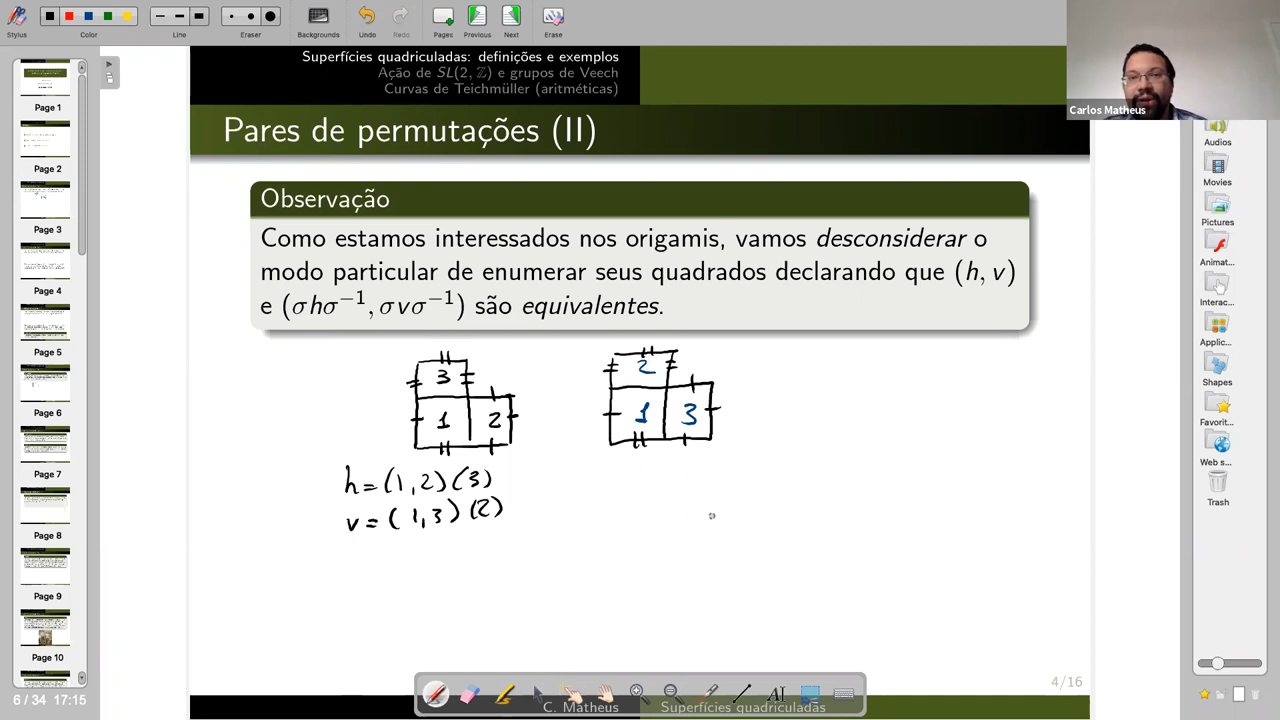 Stylus
Color
Line
Eraser
Backgrounds
Undo
Redo
Pages
Previous
Next
Erase
Superfícies quadriculadas: definições e exemplos
Ação de SL(2, ℤ) e grupos de Veech
Curvas de Teichmüller (aritméticas)
Carlos Matheus
Pares de permutações (II)
Observação
Como estamos interessados nos origamis, vamos desconsiderar o
modo particular de enumerar seus quadrados declarando que (h, v)
e (σhσ⁻¹, σvσ⁻¹) são equivalentes.
3
1 2
2
1 3
h = (1,2)(3)
v = (1,3)(2)
4/16
C. Matheus
Superfícies quadriculadas
Page 1
Page 2
Page 3
Page 4
Page 5
Page 6
Page 7
Page 8
Page 9
Page 10
6 / 34
17:15
Audios
Movies
Pictures
Animat...
Interac...
Applic...
Shapes
Favorit...
Web s...
Trash